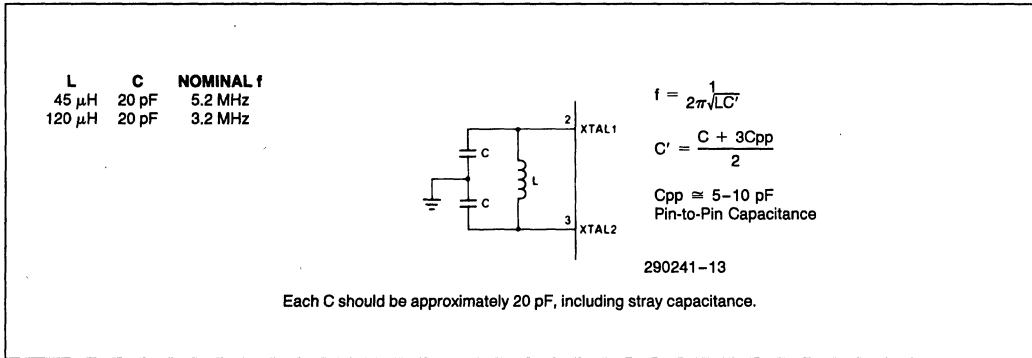 L C NOMINAL f
45 μH 20 pF 5.2 MHz
120 μH 20 pF 3.2 MHz
2 XTAL1
C
L
C
3 XTAL2
f = 1 / 2π√LC'
C' = C + 3Cpp / 2
Cpp ≅ 5–10 pF
Pin-to-Pin Capacitance
290241–13
Each C should be approximately 20 pF, including stray capacitance.